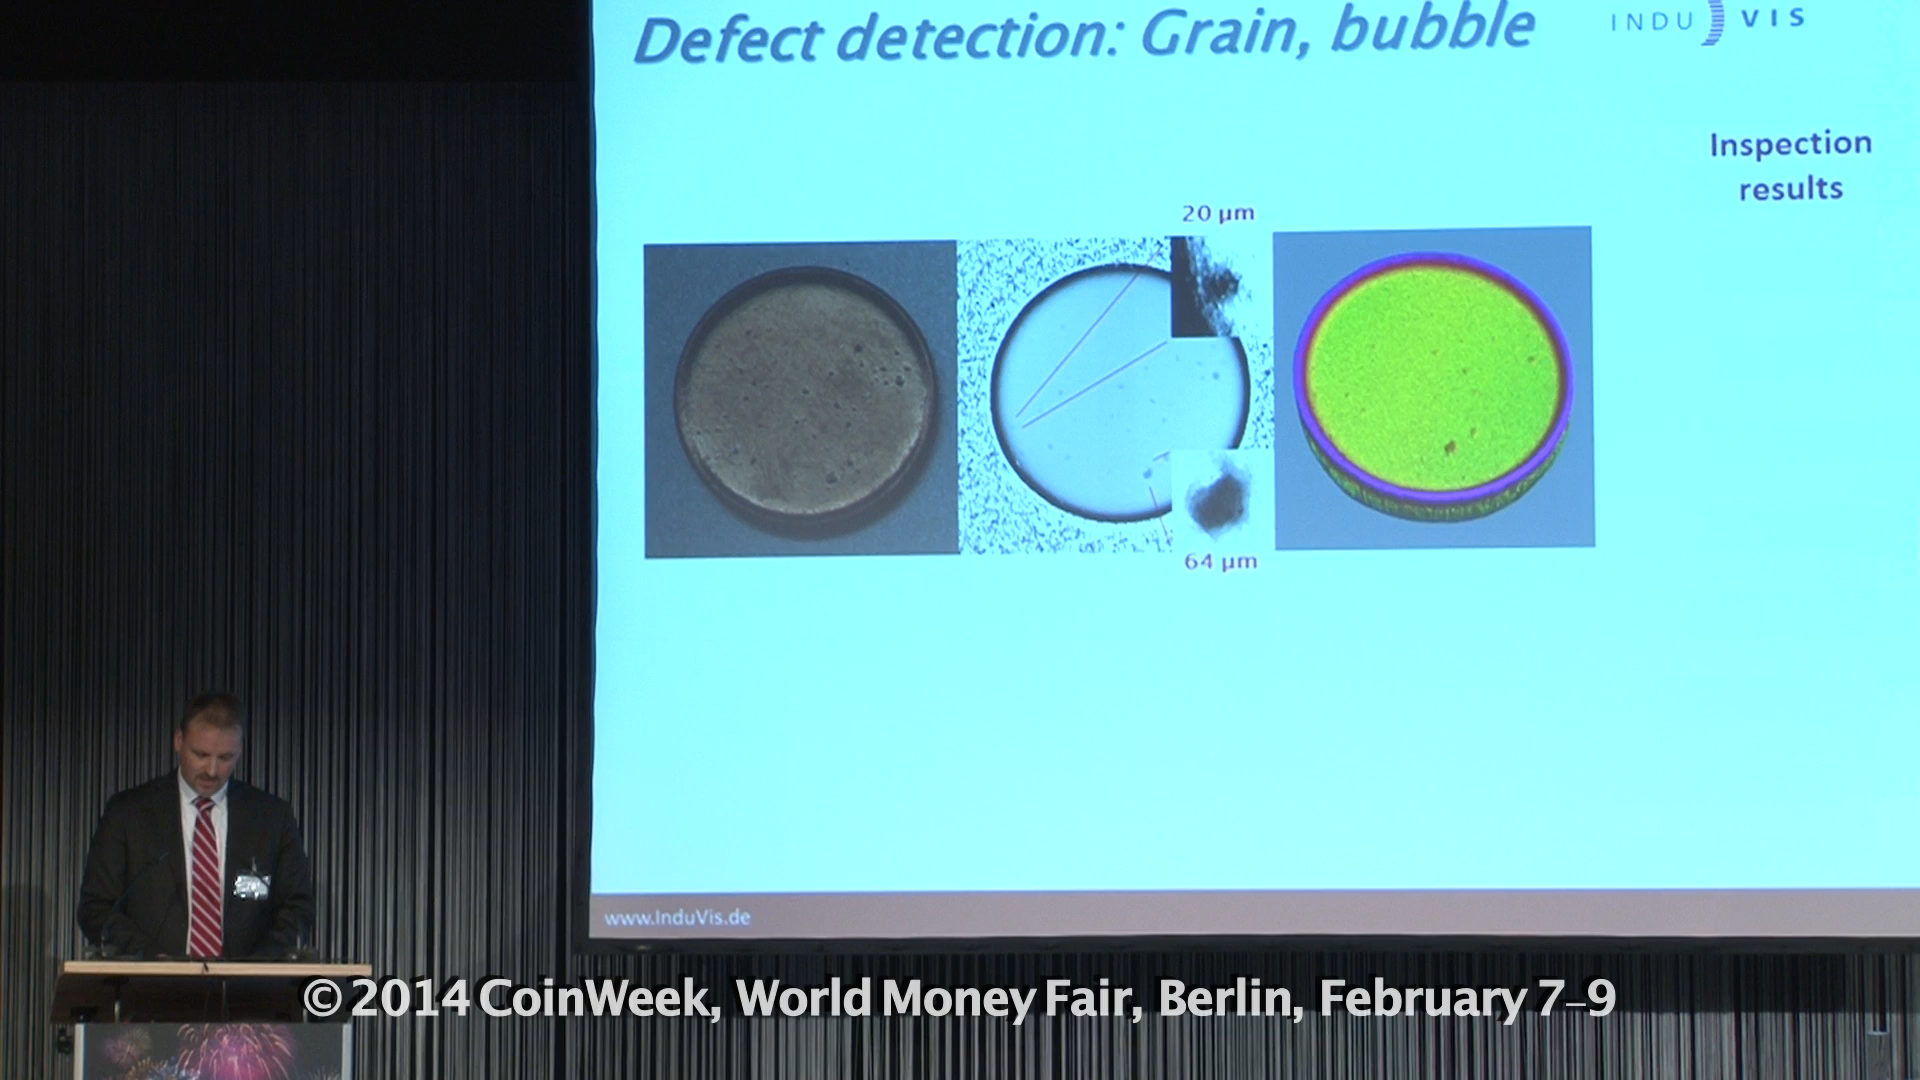 Defect detection: Grain, bubble
INDU VIS
Inspection
results
20 µm
64 µm
www.InduVis.de
© 2014 CoinWeek, World Money Fair, Berlin, February 7–9